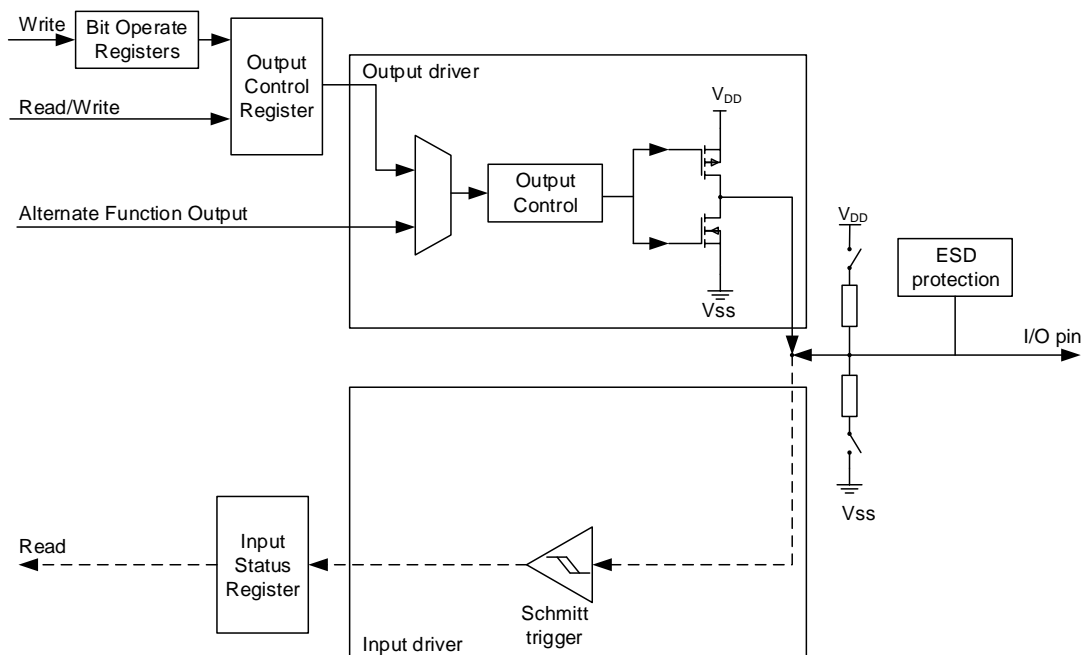 Write
Bit Operate
Registers
Output
Control
Register
Read/Write
Output driver
VDD
Output
Control
Alternate Function Output
Vss
VDD
ESD
protection
I/O pin
Vss
Read
Input
Status
Register
Schmitt
trigger
Input driver